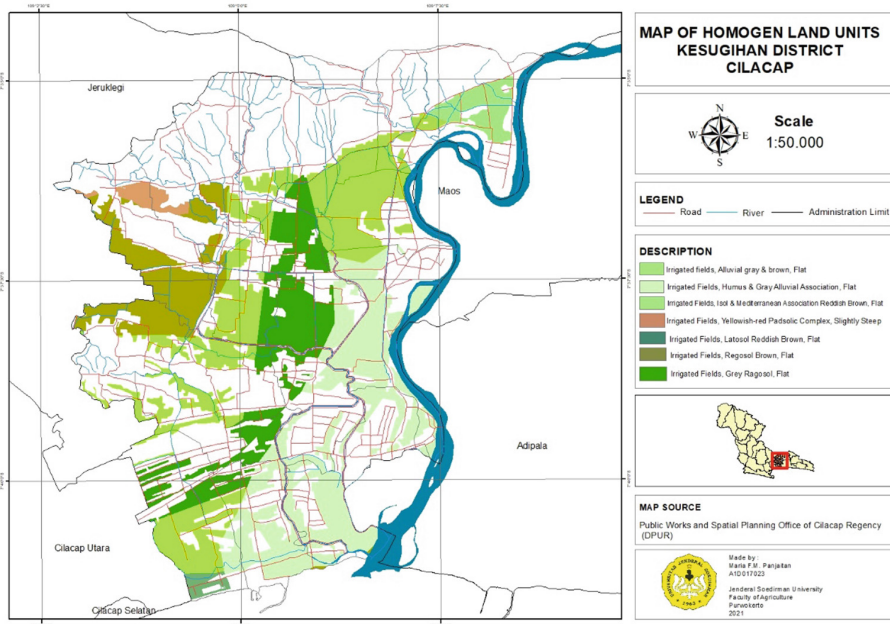 MAP OF HOMOGEN LAND UNITS
KESUGIHAN DISTRICT
CILACAP
N
W E
S
Scale
1:50.000
LEGEND
Road River Administration Limit
DESCRIPTION
Irrigated fields, Alluvial gray & brown, Flat
Irrigated Fields, Humus & Gray Alluvial Association, Flat
Irrigated Fields, Isol & Mediterranean Association Reddish Brown, Flat
Irrigated Fields, Yellowish-red Padsolic Complex, Slightly Steep
Irrigated Fields, Latosol Reddish Brown, Flat
Irrigated Fields, Regosol Brown, Flat
Irrigated Fields, Grey Ragosol, Flat
MAP SOURCE
Public Works and Spatial Planning Office of Cilacap Regency
(DPUR)
Made by :
Maria F.M. Panjaitan
A1D017023
Jenderal Soedirman University
Faculty of Agriculture
Purwokerto
2021
Jeruklegi
Maos
Adipala
Cilacap Utara
Cilacap Selatan